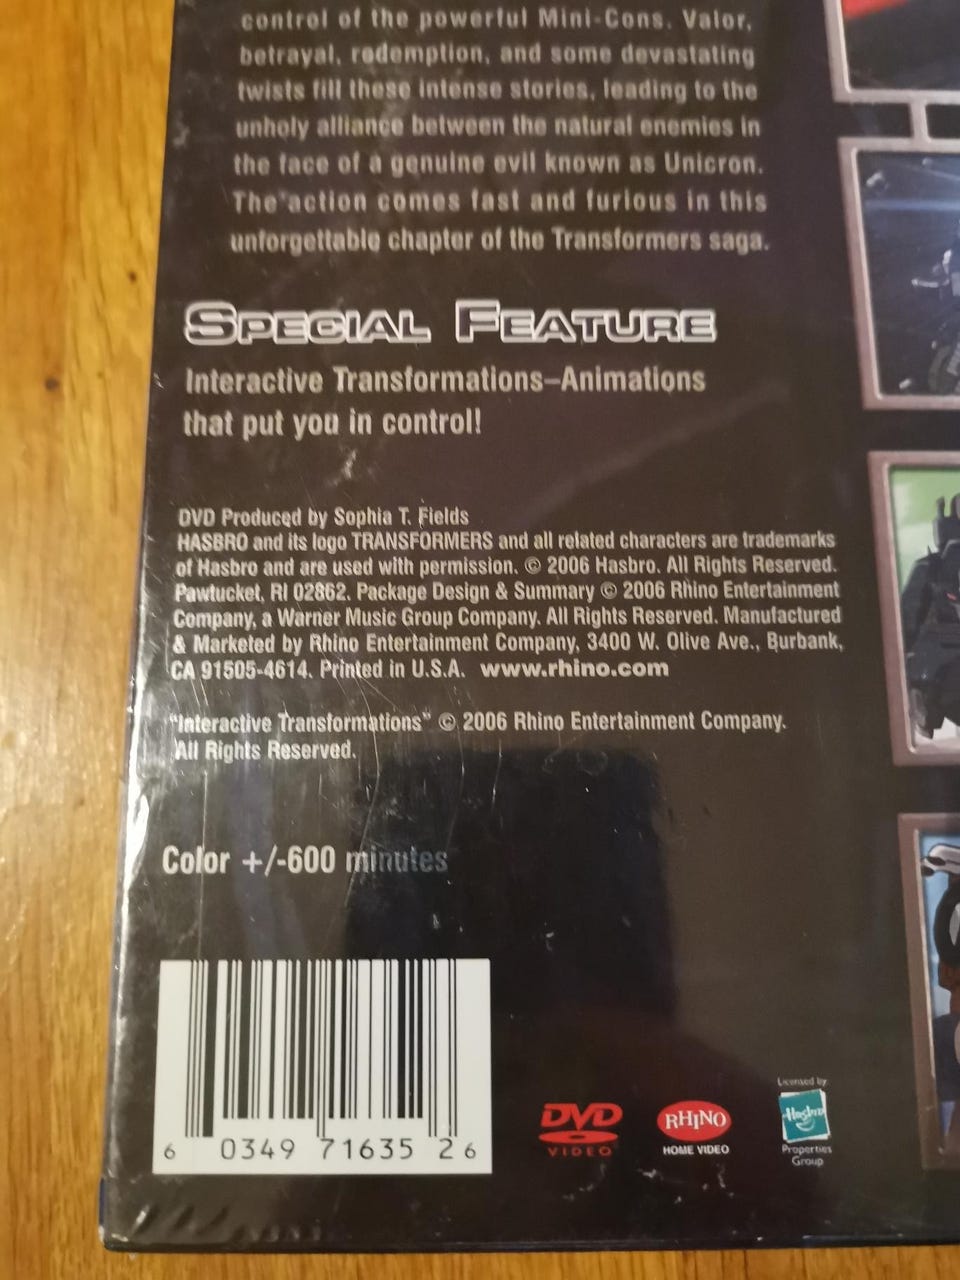 control of the powerful Mini-Cons. Valor,
betrayal, redemption, and some devastating
twists fill these intense stories, leading to the
unholy alliance between the natural enemies in
the face of a genuine evil known as Unicron.
The action comes fast and furious in this
unforgettable chapter of the Transformers saga.
SPECIAL FEATURE
Interactive Transformations–Animations
that put you in control!
DVD Produced by Sophia T. Fields
HASBRO and its logo TRANSFORMERS and all related characters are trademarks
of Hasbro and are used with permission. © 2006 Hasbro. All Rights Reserved.
Pawtucket, RI 02862. Package Design & Summary © 2006 Rhino Entertainment
Company, a Warner Music Group Company. All Rights Reserved. Manufactured
& Marketed by Rhino Entertainment Company, 3400 W. Olive Ave., Burbank,
CA 91505-4614. Printed in U.S.A. www.rhino.com
"Interactive Transformations" © 2006 Rhino Entertainment Company.
All Rights Reserved.
Color +/-600 minutes
6 0349 71635 2 6
DVD
VIDEO
RHINO
HOME VIDEO
Licensed by:
Hasbro
Properties
Group